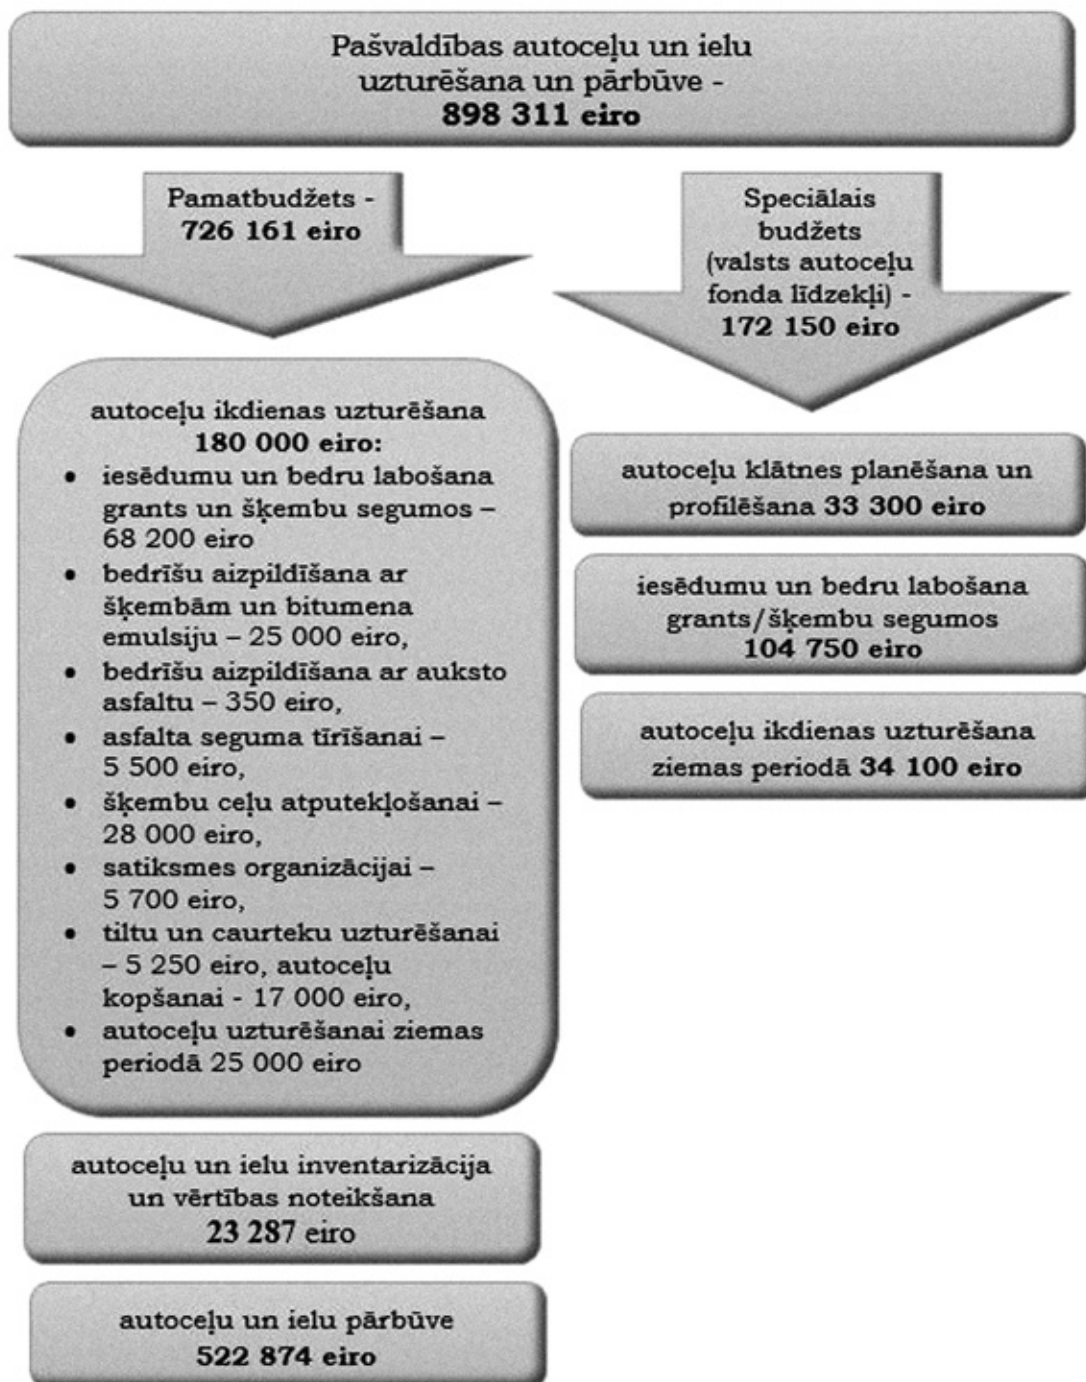 Pašvaldības autoceļu un ielu
uzturēšana un pārbūve -
898 311 eiro
Pamatbudžets -
726 161 eiro
autoceļu ikdienas uzturēšana
180 000 eiro:
• iesēdumu un bedru labošana
grants un šķembu segumos –
68 200 eiro
• bedrīšu aizpildīšana ar
šķembām un bitumena
emulsiju – 25 000 eiro,
• bedrīšu aizpildīšana ar auksto
asfaltu – 350 eiro,
• asfalta seguma tīrīšanai –
5 500 eiro,
• šķembu ceļu atputekļošanai –
28 000 eiro,
• satiksmes organizācijai –
5 700 eiro,
• tiltu un caurteku uzturēšanai
– 5 250 eiro, autoceļu
kopšanai - 17 000 eiro,
• autoceļu uzturēšanai ziemas
periodā 25 000 eiro
autoceļu un ielu inventarizācija
un vērtības noteikšana
23 287 eiro
autoceļu un ielu pārbūve
522 874 eiro
Speciālais
budžets
(valsts autoceļu
fonda līdzekļi) -
172 150 eiro
autoceļu klātnes planēšana un
profilēšana 33 300 eiro
iesēdumu un bedru labošana
grants/šķembu segumos
104 750 eiro
autoceļu ikdienas uzturēšana
ziemas periodā 34 100 eiro